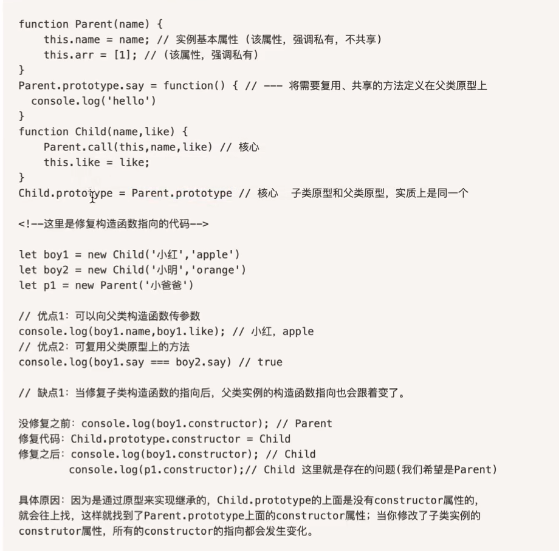 function Parent(name) {
    this.name = name; // 实例基本属性 (该属性，强调私有，不共享)
    this.arr = [1]; // (该属性，强调私有)
}
Parent.prototype.say = function() { // --- 将需要复用、共享的方法定义在父类原型上
  console.log('hello')
}
function Child(name,like) {
    Parent.call(this,name,like) // 核心
    this.like = like;
}
Child.prototype = Parent.prototype // 核心  子类原型和父类原型，实质上是同一个
<!--这里是修复构造函数指向的代码-->
let boy1 = new Child('小红','apple')
let boy2 = new Child('小明','orange')
let p1 = new Parent('小爸爸')
// 优点1：可以向父类构造函数传参数
console.log(boy1.name,boy1.like); // 小红，apple
// 优点2：可复用父类原型上的方法
console.log(boy1.say === boy2.say) // true
// 缺点1：当修复子类构造函数的指向后，父类实例的构造函数指向也会跟着变了。
没修复之前：console.log(boy1.constructor); // Parent
修复代码：Child.prototype.constructor = Child
修复之后：console.log(boy1.constructor); // Child
        console.log(p1.constructor);// Child 这里就是存在的问题(我们希望是Parent)
具体原因：因为是通过原型来实现继承的，Child.prototype的上面是没有constructor属性的，
就会往上找，这样就找到了Parent.prototype上面的constructor属性；当你修改了子类实例的
construtor属性，所有的constructor的指向都会发生变化。